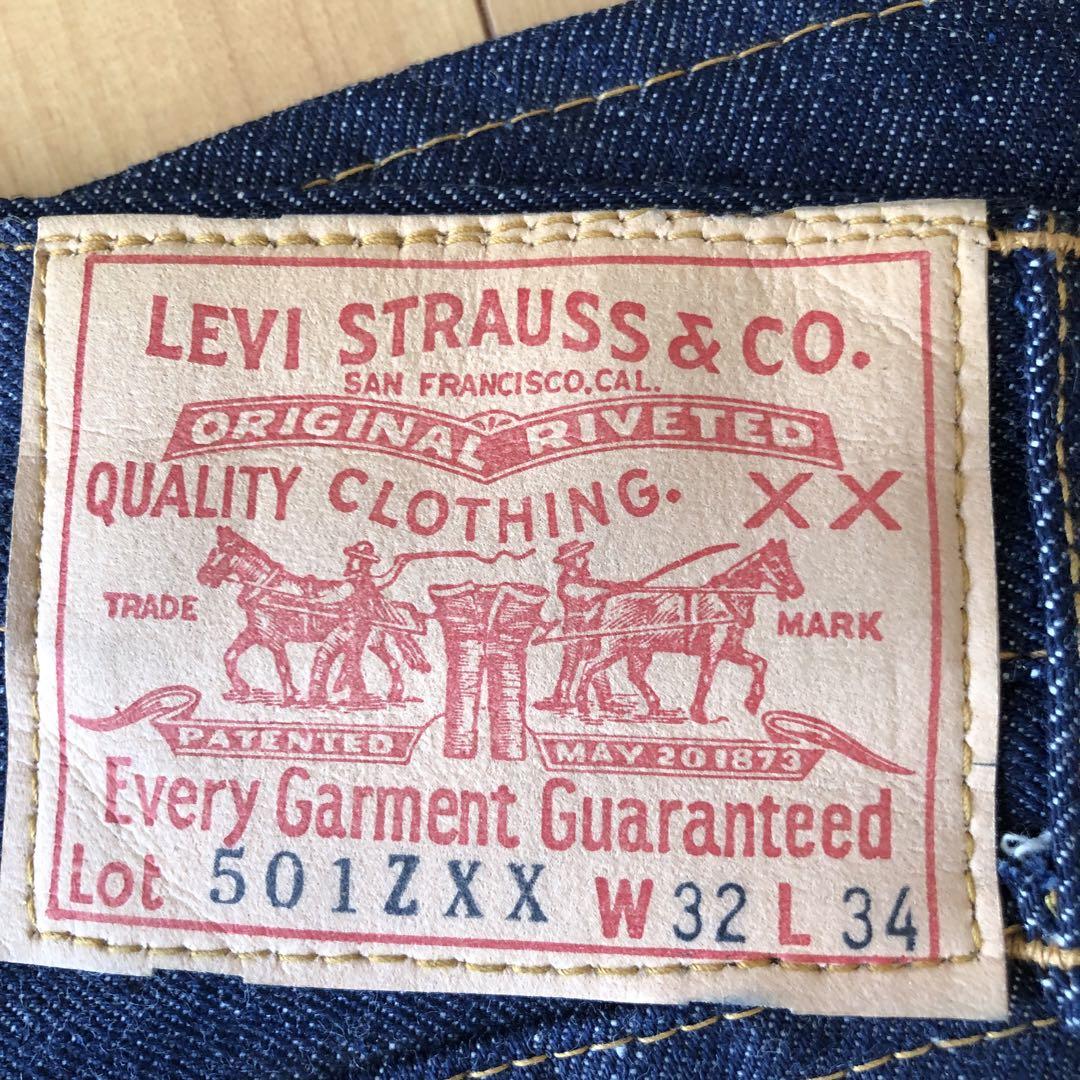 LEVI STRAUSS & CO.
SAN FRANCISCO, CAL.
ORIGINAL RIVETED
QUALITY CLOTHING. XX
TRADE MARK
PATENTED MAY 20 1873
Every Garment Guaranteed
Lot 501ZXX W 32 L 34